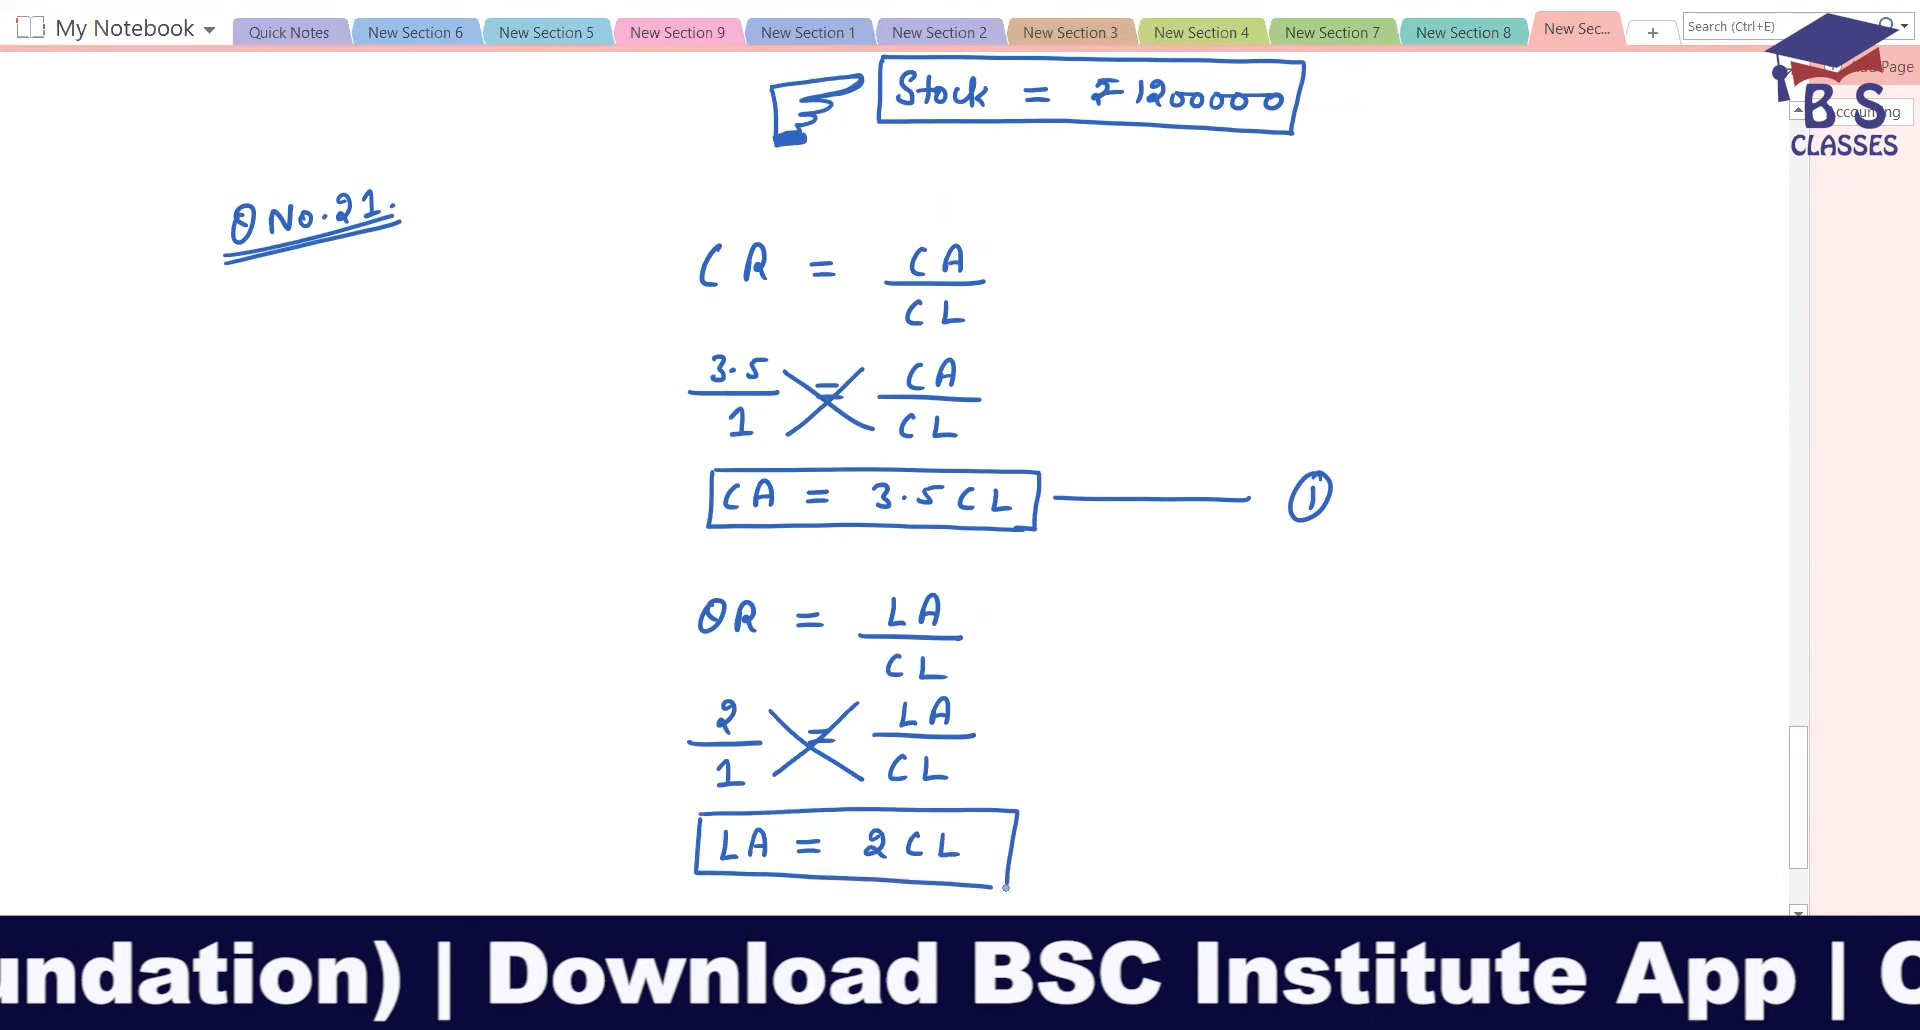 My Notebook
Quick Notes
New Section 6
New Section 5
New Section 9
New Section 1
New Section 2
New Section 3
New Section 4
New Section 7
New Section 8
New Sec...
+
Search (Ctrl+E)
Page
BS
CLASSES
Stock = ₹1200000
Q No. 21.
CR = CA
CL
3.5 = CA
1 CL
CA = 3.5 CL ——— ①
QR = LA
CL
2 = LA
1 CL
LA = 2 CL
undation) | Download BSC Institute App | C